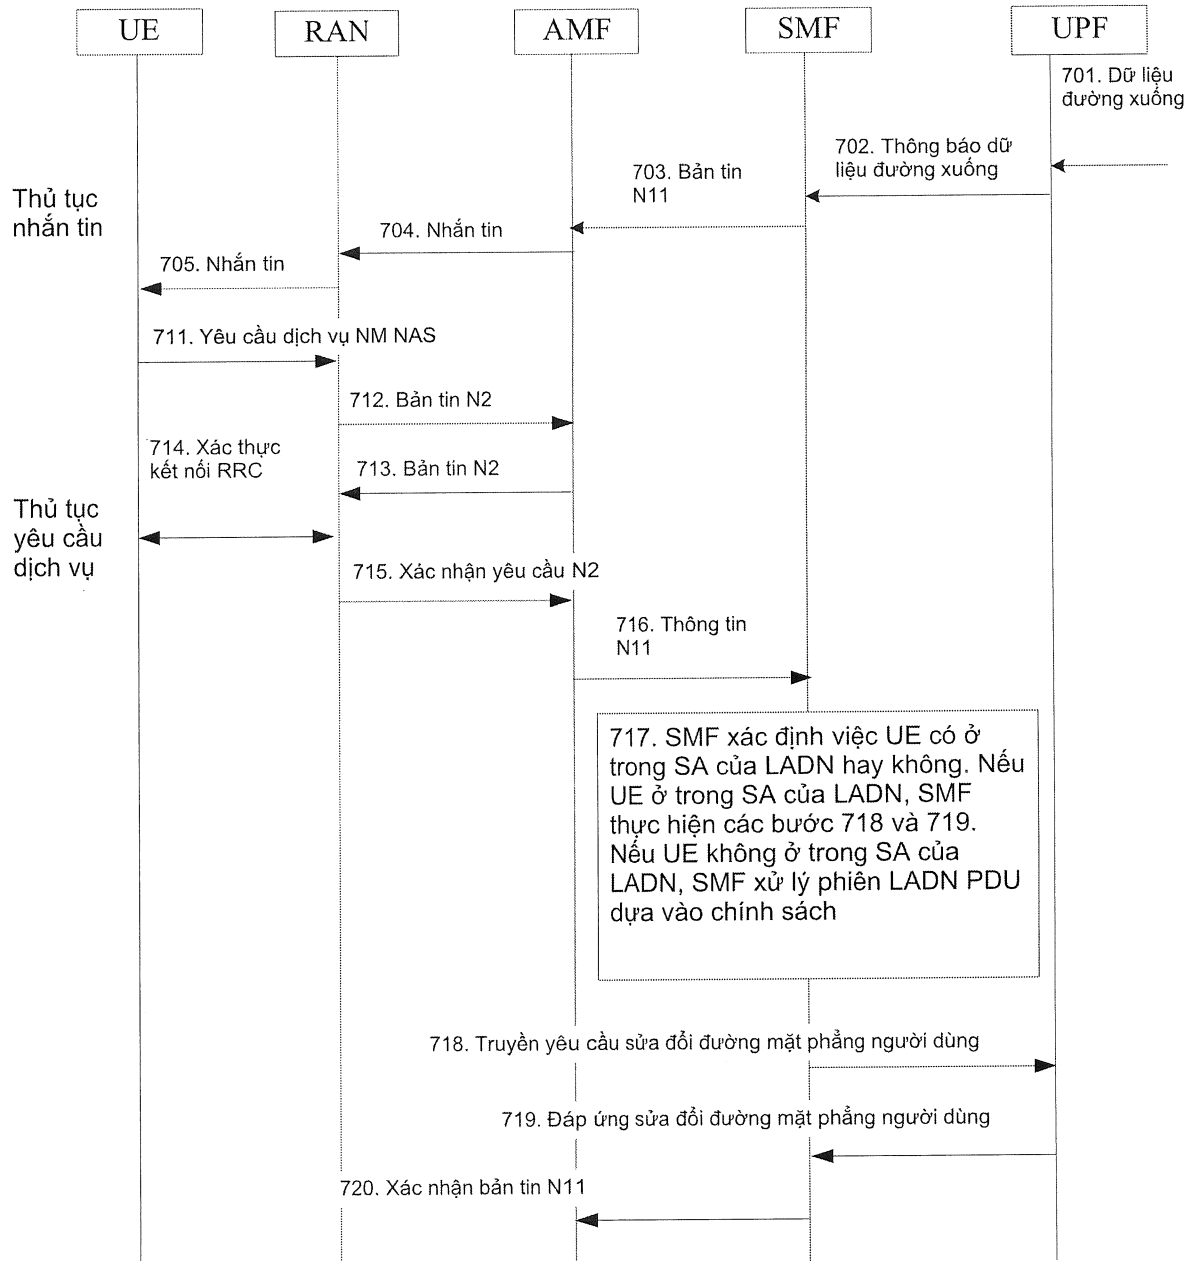 UE
RAN
AMF
SMF
UPF
701. Dữ liệu
đường xuống
702. Thông báo dữ
liệu đường xuống
703. Bản tin
N11
Thủ tục
nhắn tin
704. Nhắn tin
705. Nhắn tin
711. Yêu cầu dịch vụ NM NAS
712. Bản tin N2
714. Xác thực
kết nối RRC
713. Bản tin N2
Thủ tục
yêu cầu
dịch vụ
715. Xác nhận yêu cầu N2
716. Thông tin
N11
717. SMF xác định việc UE có ở
trong SA của LADN hay không. Nếu
UE ở trong SA của LADN, SMF
thực hiện các bước 718 và 719.
Nếu UE không ở trong SA của
LADN, SMF xử lý phiên LADN PDU
dựa vào chính sách
718. Truyền yêu cầu sửa đổi đường mặt phẳng người dùng
719. Đáp ứng sửa đổi đường mặt phẳng người dùng
720. Xác nhận bản tin N11